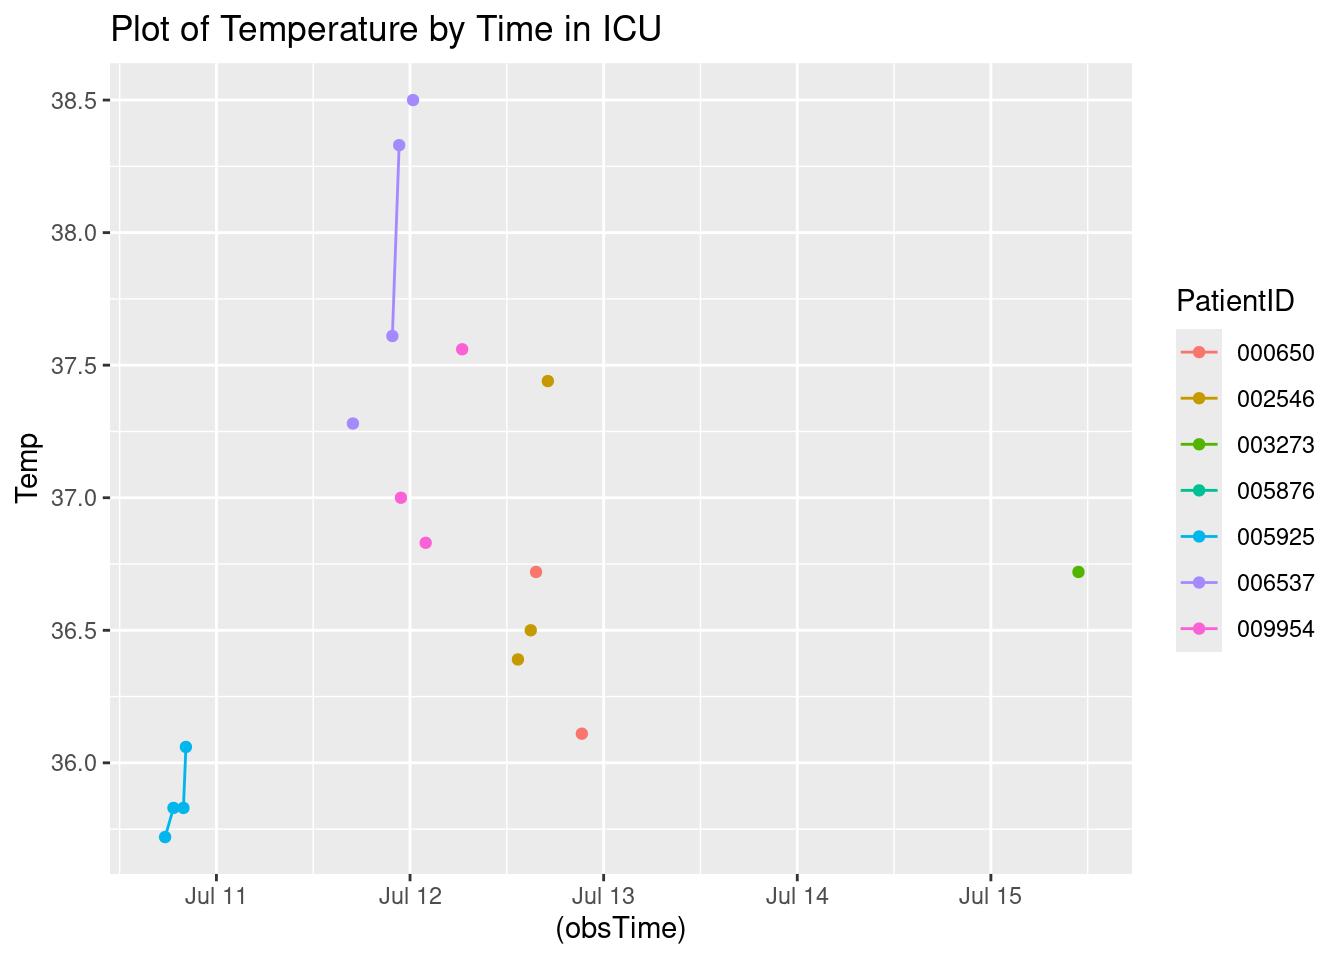 Plot of Temperature by Time in ICU
38.5
38.0
37.5
37.0
36.5
36.0
Temp
Jul 11 Jul 12 Jul 13 Jul 14 Jul 15
(obsTime)
PatientID
000650
002546
003273
005876
005925
006537
009954